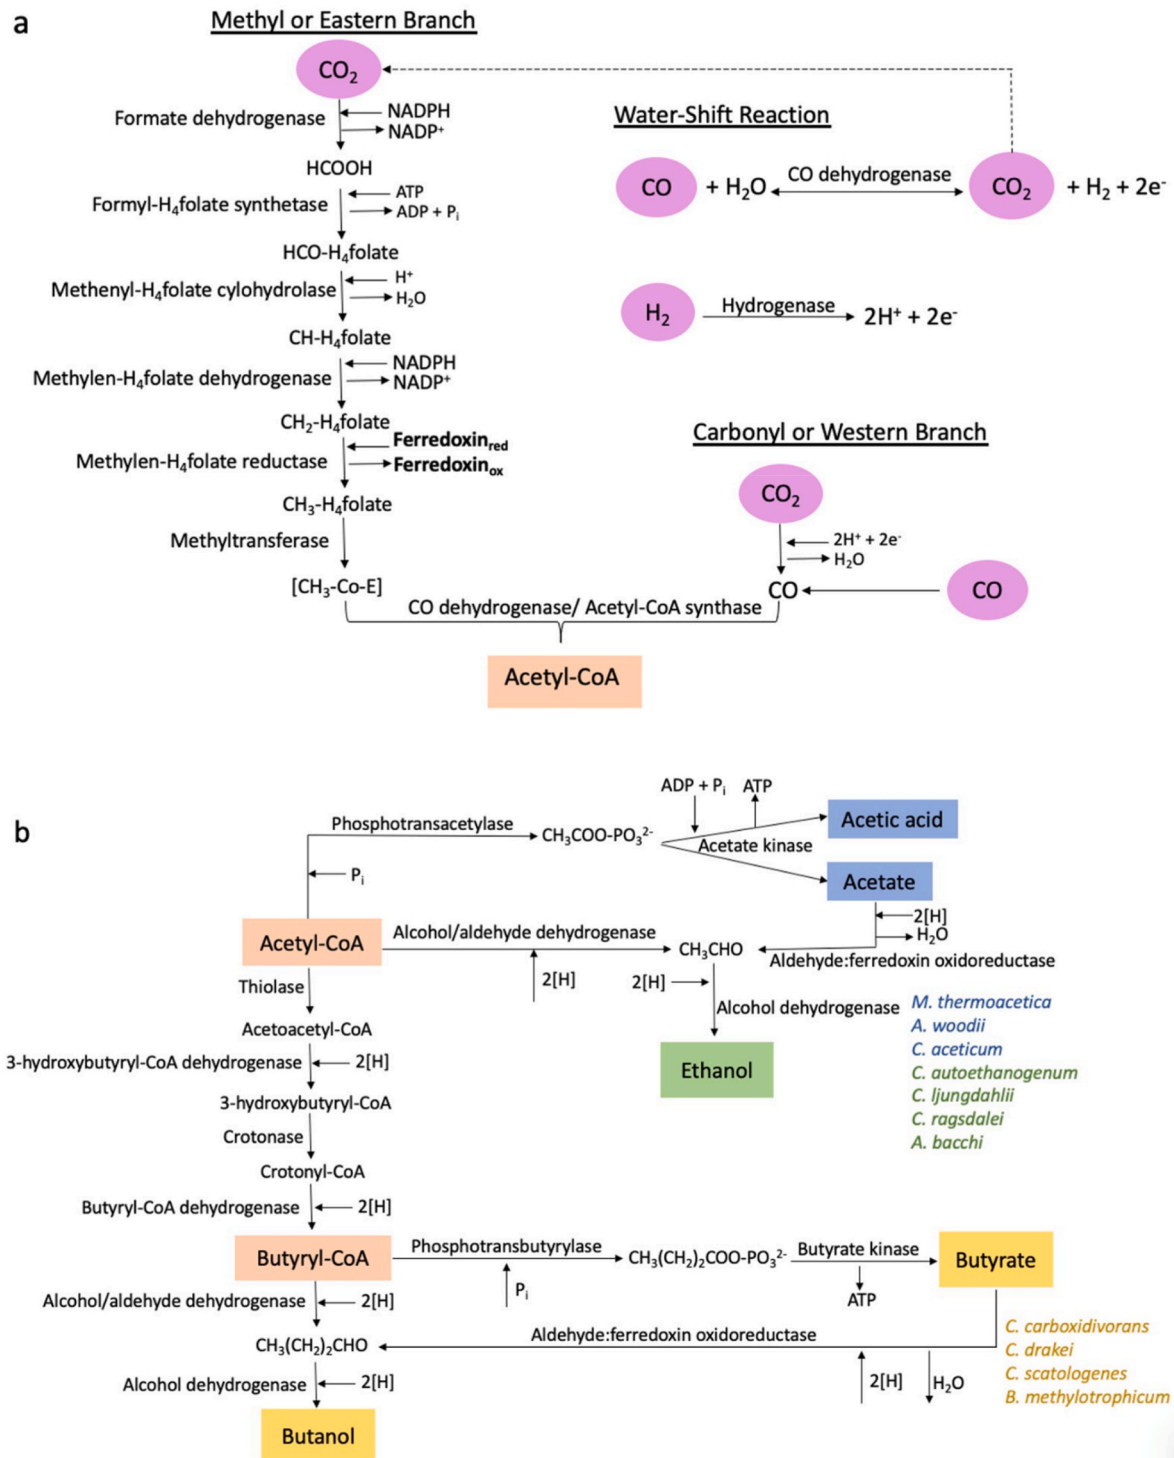 a
Methyl or Eastern Branch
CO2
Formate dehydrogenase
NADPH
NADP+
HCOOH
Formyl-H4folate synthetase
ATP
ADP + Pi
HCO-H4folate
Methenyl-H4folate cylohydrolase
H+
H2O
CH-H4folate
Methylen-H4folate dehydrogenase
NADPH
NADP+
CH2-H4folate
Methylen-H4folate reductase
Ferredoxinred
Ferredoxinox
CH3-H4folate
Methyltransferase
[CH3-Co-E]
Water-Shift Reaction
CO + H2O CO dehydrogenase CO2 + H2 + 2e-
H2 Hydrogenase 2H+ + 2e-
Carbonyl or Western Branch
CO2
2H+ + 2e-
H2O
CO CO
CO dehydrogenase/ Acetyl-CoA synthase
Acetyl-CoA
b
Phosphotransacetylase
Pi
CH3COO-PO32-
ADP + Pi ATP
Acetate kinase
Acetic acid
Acetate
2[H]
H2O
Aldehyde:ferredoxin oxidoreductase
Acetyl-CoA
Alcohol/aldehyde dehydrogenase
2[H]
CH3CHO
2[H]
Alcohol dehydrogenase
Ethanol
M. thermoacetica
A. woodii
C. aceticum
C. autoethanogenum
C. ljungdahlii
C. ragsdalei
A. bacchi
Thiolase
Acetoacetyl-CoA
3-hydroxybutyryl-CoA dehydrogenase 2[H]
3-hydroxybutyryl-CoA
Crotonase
Crotonyl-CoA
Butyryl-CoA dehydrogenase 2[H]
Butyryl-CoA
Phosphotransbutyrylase
Pi
CH3(CH2)2COO-PO32-
Butyrate kinase
ATP
Butyrate
Alcohol/aldehyde dehydrogenase 2[H]
CH3(CH2)2CHO
Aldehyde:ferredoxin oxidoreductase
2[H]
H2O
Alcohol dehydrogenase 2[H]
Butanol
C. carboxidivorans
C. drakei
C. scatologenes
B. methylotrophicum